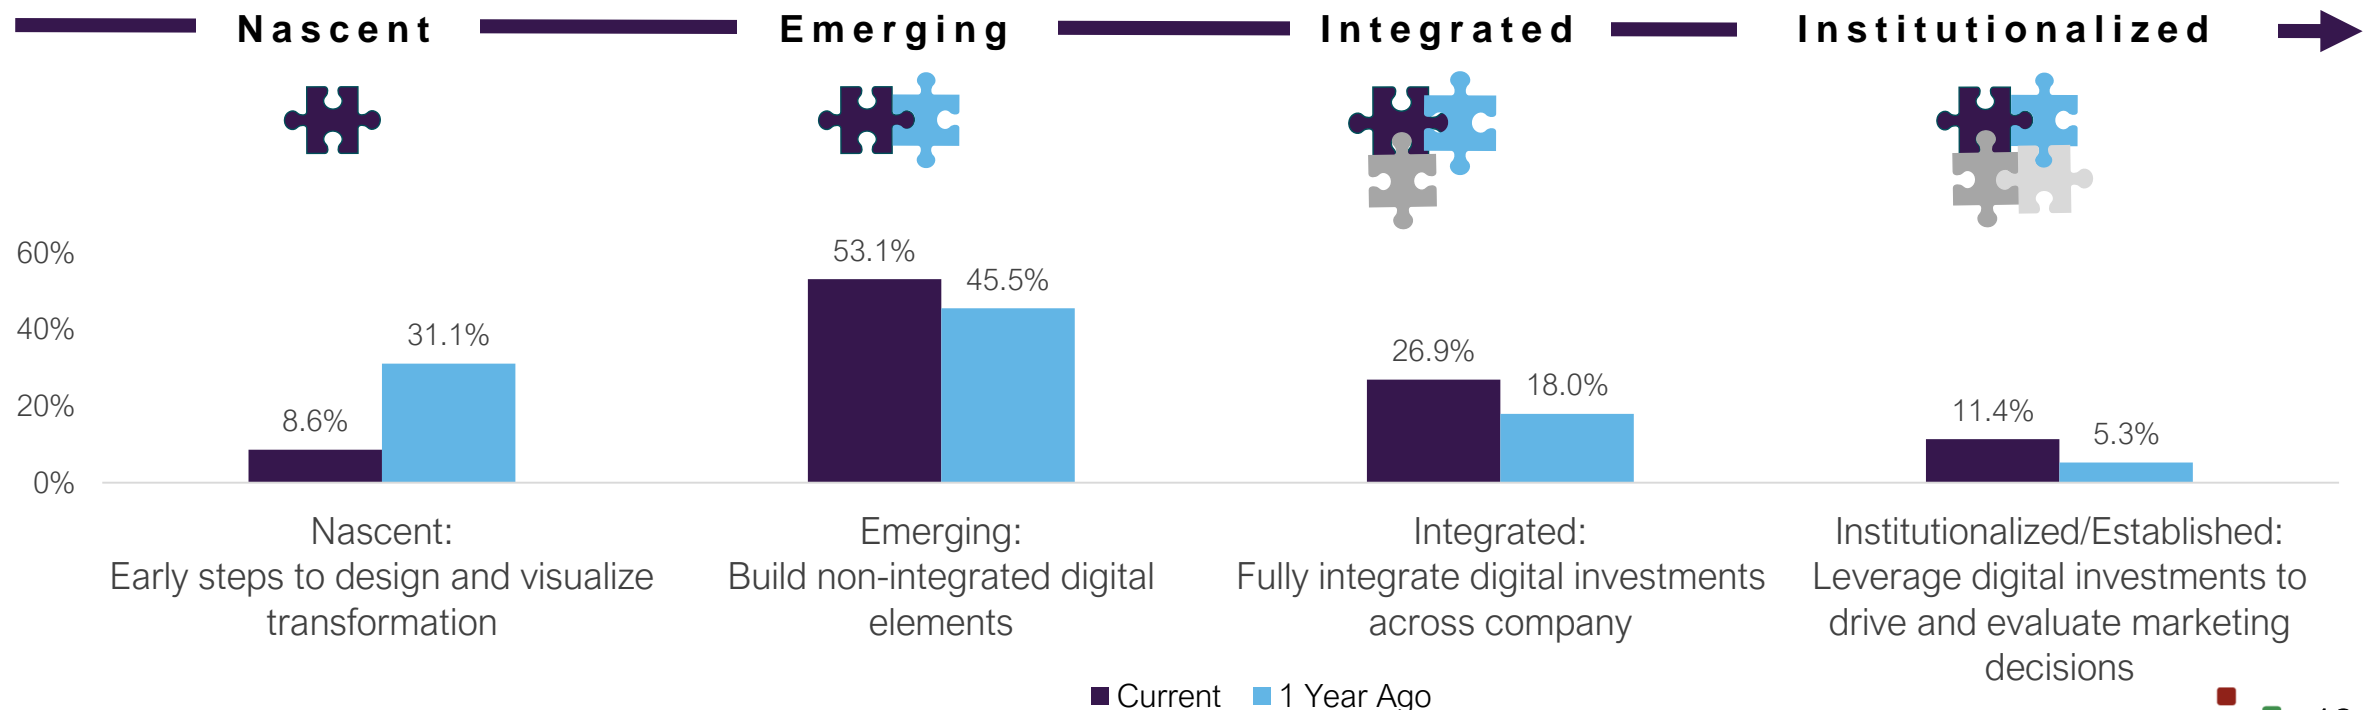 Nascent Emerging Integrated Institutionalized
60%
40%
20%
0%
8.6%
31.1%
53.1%
45.5%
26.9%
18.0%
11.4%
5.3%
Nascent:
Early steps to design and visualize
transformation
Emerging:
Build non-integrated digital
elements
Integrated:
Fully integrate digital investments
across company
Institutionalized/Established:
Leverage digital investments to
drive and evaluate marketing
decisions
Current
1 Year Ago